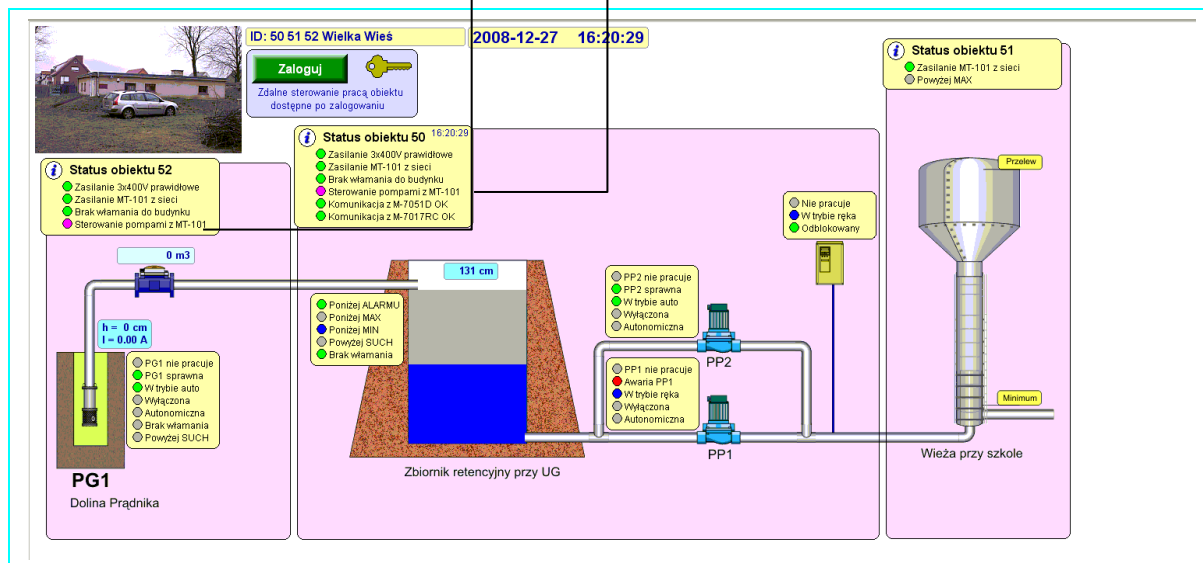 ID: 50 51 52 Wielka Wieś
2008-12-27 16:20:29
Zaloguj
Zdalne sterowanie pracą obiektu
dostępne po zalogowaniu
Status obiektu 51
Zasilanie MT-101 z sieci
Powyżej MAX
Status obiektu 50
16:20:29
Zasilanie 3x400V prawidłowe
Zasilanie MT-101 z sieci
Brak włamania do budynku
Sterowanie pompami z MT-101
Komunikacja z M-7051D OK
Komunikacja z M-7017RC OK
Status obiektu 52
Zasilanie 3x400V prawidłowe
Zasilanie MT-101 z sieci
Brak włamania do budynku
Sterowanie pompami z MT-101
0 m3
h = 0 cm
I = 0.00 A
PG1 nie pracuje
PG1 sprawna
W trybie auto
Wyłączona
Autonomiczna
Brak włamania
Powyżej SUCH
PG1
Dolina Prądnika
131 cm
Poniżej ALARMU
Poniżej MAX
Poniżej MIN
Powyżej SUCH
Brak włamania
Zbiornik retencyjny przy UG
PP2 nie pracuje
PP2 sprawna
W trybie auto
Wyłączona
Autonomiczna
PP2
PP1 nie pracuje
Awaria PP1
W trybie ręka
Wyłączona
Autonomiczna
PP1
Nie pracuje
W trybie ręka
Odblokowany
Przelew
Minimum
Wieża przy szkole